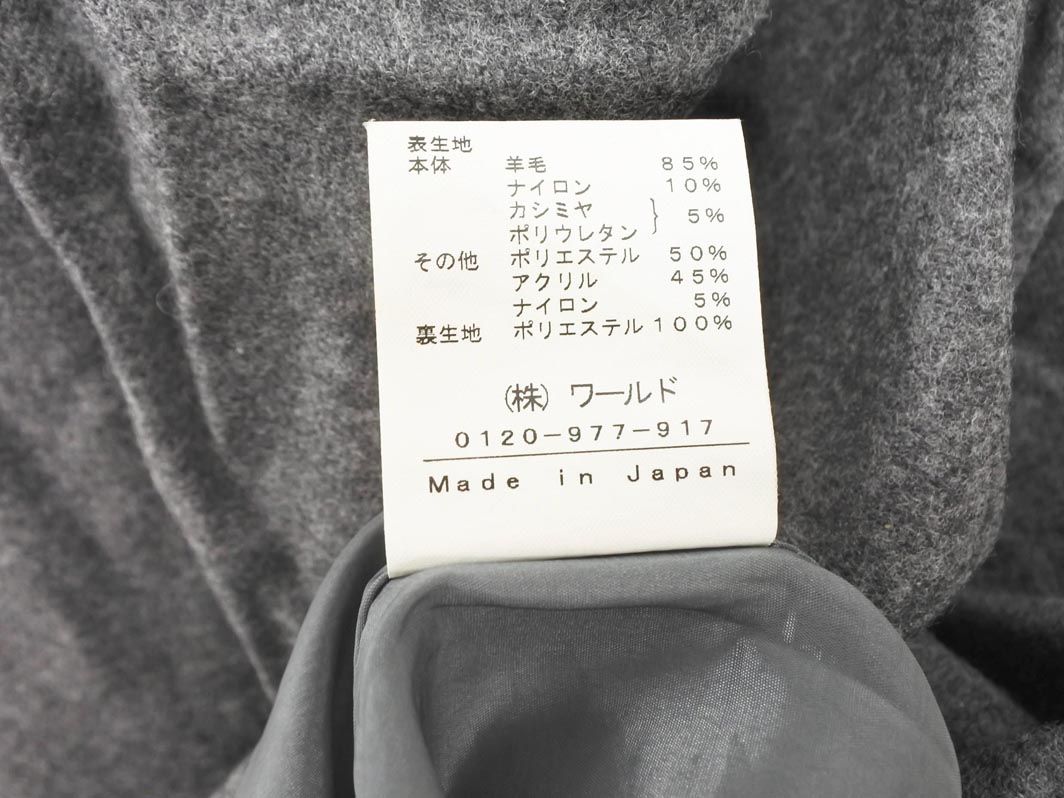 表生地
本体 羊毛 85%
ナイロン 10%
カシミヤ
ポリウレタン } 5%
その他 ポリエステル 50%
アクリル 45%
ナイロン 5%
裏生地 ポリエステル 100%
(株) ワールド
0120-977-917
Made in Japan